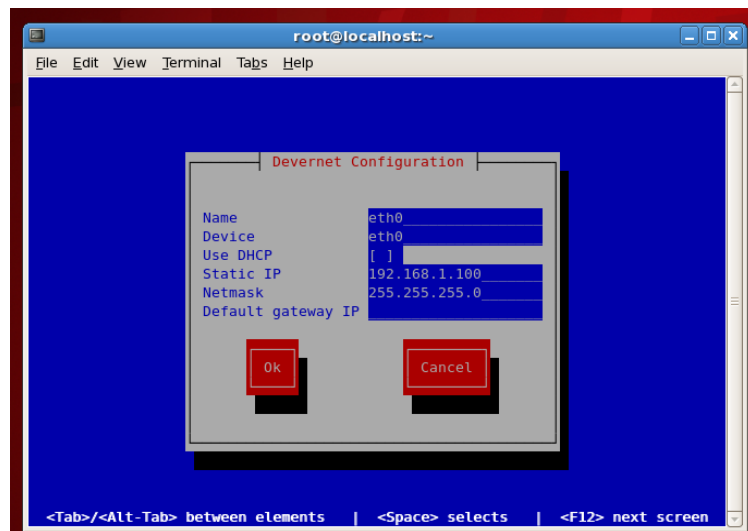 root@localhost:~
File Edit View Terminal Tabs Help
Devernet Configuration
Name eth0
Device eth0
Use DHCP [ ]
Static IP 192.168.1.100
Netmask 255.255.255.0
Default gateway IP
Ok Cancel
<Tab>/<Alt-Tab> between elements | <Space> selects | <F12> next screen